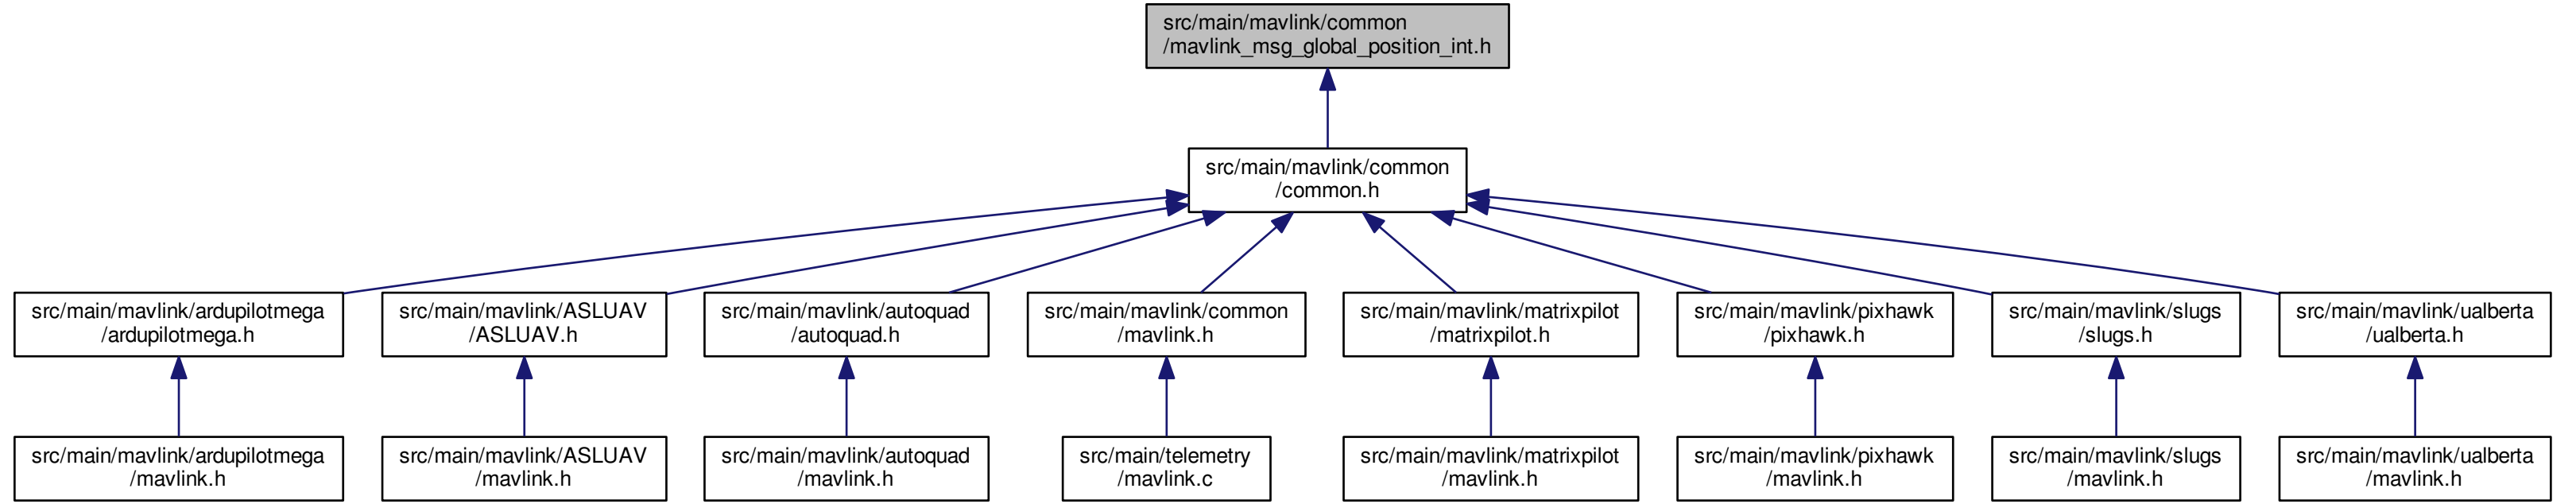 src/main/mavlink/common
/mavlink_msg_global_position_int.h
src/main/mavlink/common
/common.h
src/main/mavlink/ardupilotmega
/ardupilotmega.h
src/main/mavlink/ASLUAV
/ASLUAV.h
src/main/mavlink/autoquad
/autoquad.h
src/main/mavlink/common
/mavlink.h
src/main/mavlink/matrixpilot
/matrixpilot.h
src/main/mavlink/pixhawk
/pixhawk.h
src/main/mavlink/slugs
/slugs.h
src/main/mavlink/ualberta
/ualberta.h
src/main/mavlink/ardupilotmega
/mavlink.h
src/main/mavlink/ASLUAV
/mavlink.h
src/main/mavlink/autoquad
/mavlink.h
src/main/telemetry
/mavlink.c
src/main/mavlink/matrixpilot
/mavlink.h
src/main/mavlink/pixhawk
/mavlink.h
src/main/mavlink/slugs
/mavlink.h
src/main/mavlink/ualberta
/mavlink.h